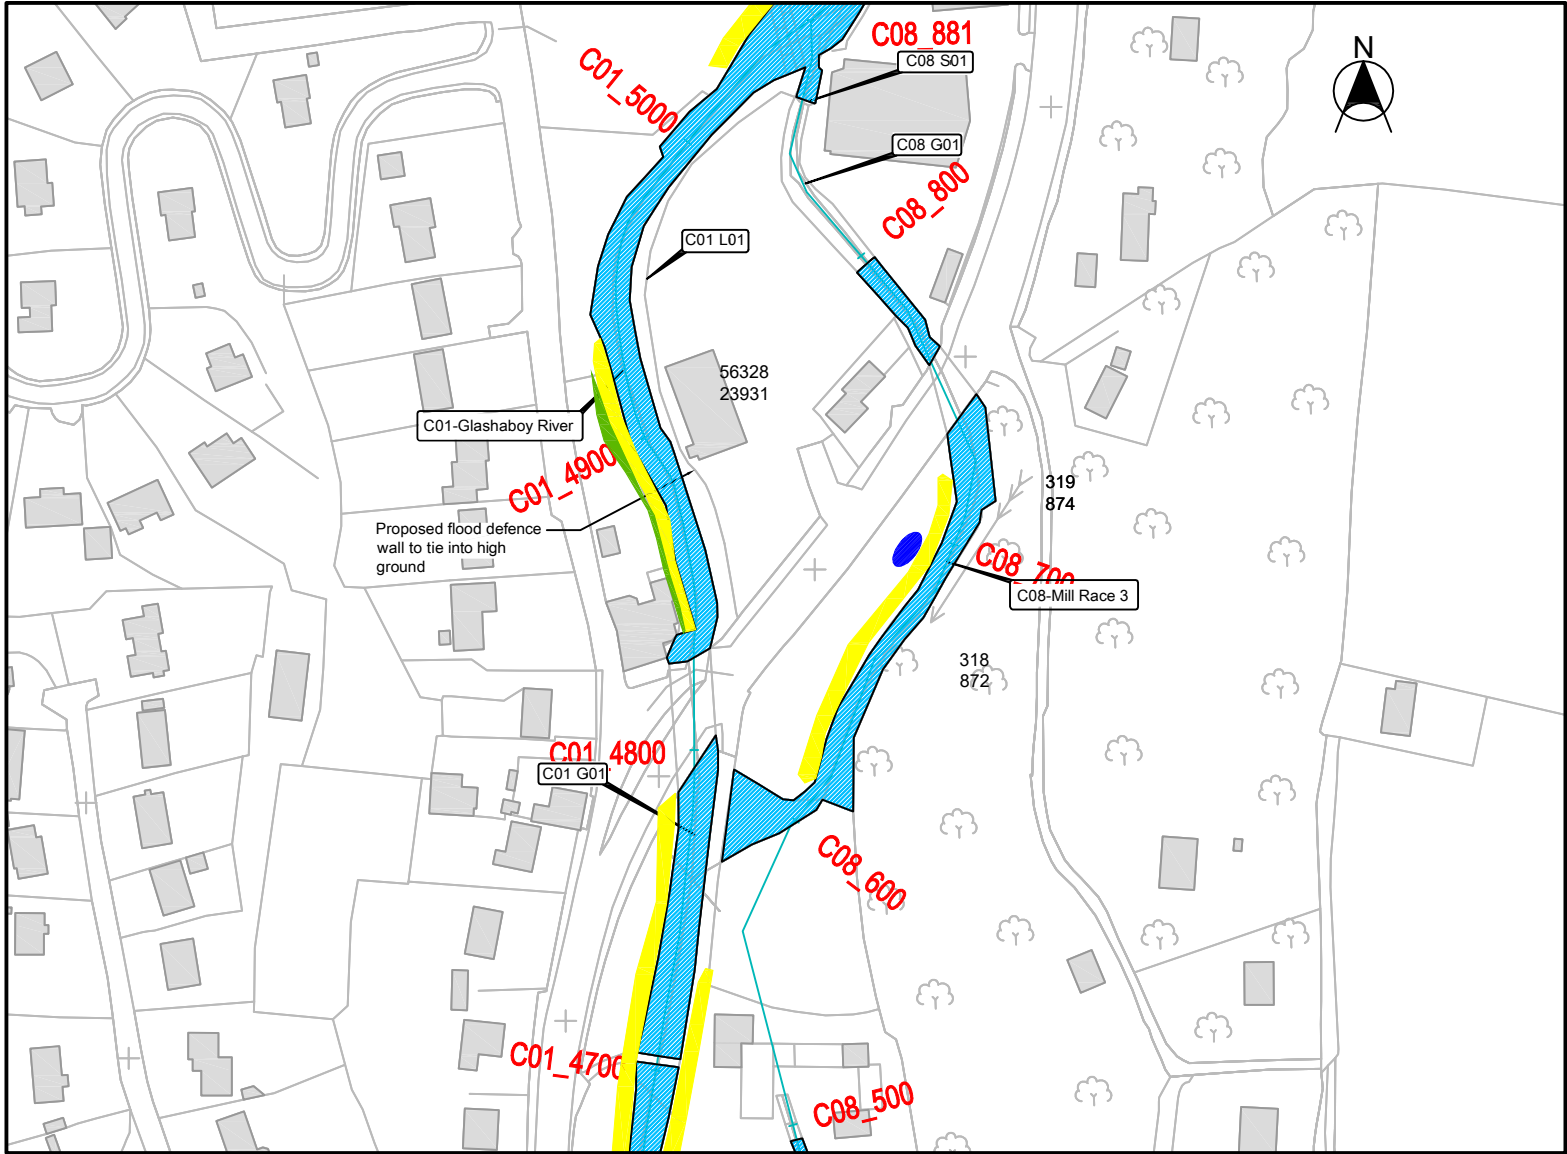 C08_881
C01_5000
C08 S01
N
C08 G01
C08_800
C01 L01
56328
23931
C01-Glashaboy River
C01_4900
319
874
Proposed flood defence
wall to tie into high
ground
C08_700
C08-Mill Race 3
318
872
C01_4800
C01 G01
C08_600
C01_4700
C08_500